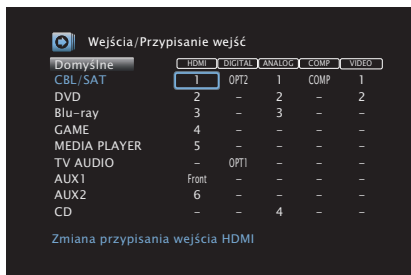 Wejścia/Przypisanie wejść
Domyślne HDMI DIGITAL ANALOG COMP VIDEO
CBL/SAT 1 OPT2 1 COMP 1
DVD 2 – 2 – 2
Blu-ray 3 – 3 – –
GAME 4 – – – –
MEDIA PLAYER 5 – – – –
TV AUDIO – OPT1 – – –
AUX1 Front – – – –
AUX2 6 – – – –
CD – – 4 – –
Zmiana przypisania wejścia HDMI